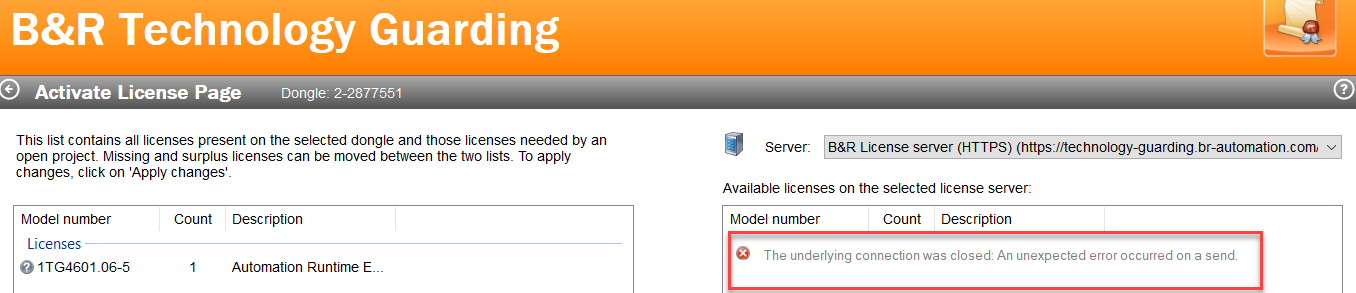 B&R Technology Guarding
Activate License Page Dongle: 2-2877551 ?
This list contains all licenses present on the selected dongle and those licenses needed by an
open project. Missing and surplus licenses can be moved between the two lists. To apply
changes, click on 'Apply changes'.
Model number Count Description
Licenses
? 1TG4601.06-5 1 Automation Runtime E...
Server: B&R License server (HTTPS) (https://technology-guarding.br-automation.com/
Available licenses on the selected license server:
Model number Count Description
The underlying connection was closed: An unexpected error occurred on a send.